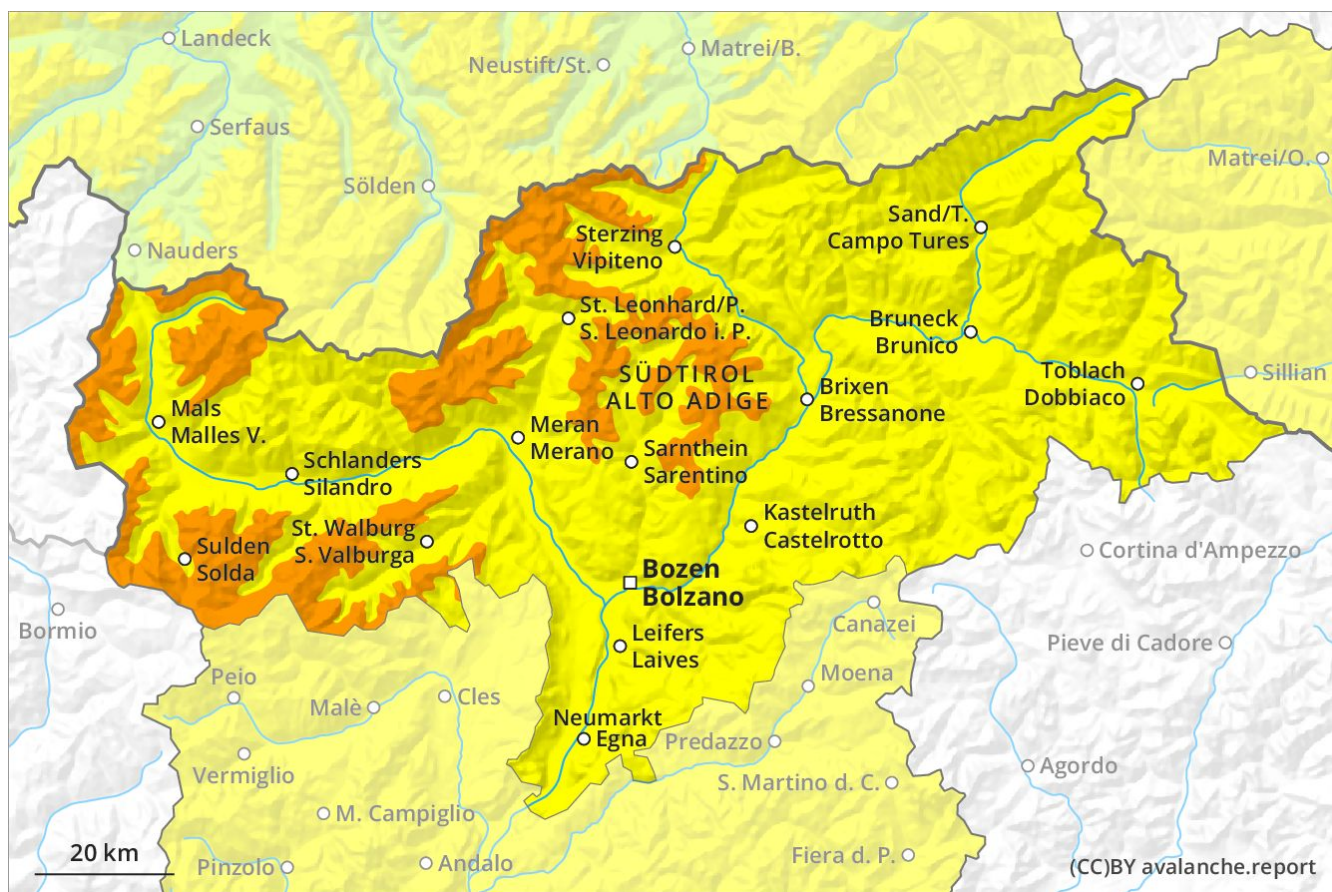 Landeck
Matrei/B.
Neustift/St.
Serfaus
Matrei/O.
Sölden
Sand/T.
Campo Tures
Sterzing
Vipiteno
Nauders
St. Leonhard/P.
S. Leonardo i. P.
Bruneck
Brunico
SÜDTIROL
ALTO ADIGE
Toblach
Dobbiaco
Sillian
Brixen
Bressanone
Mals
Malles V.
Meran
Merano
Sarnthein
Sarentino
Schlanders
Silandro
Kastelruth
Castelrotto
St. Walburg
S. Valburga
Sulden
Solda
Cortina d'Ampezzo
Bozen
Bolzano
Bormio
Canazei
Leifers
Laives
Pieve di Cadore
Peio
Moena
Malè
Cles
Neumarkt
Egna
Predazzo
Vermiglio
Agordo
S. Martino d. C.
M. Campiglio
20 km
Pinzolo
Andalo
Fiera d. P.
(CC)BY avalanche.report